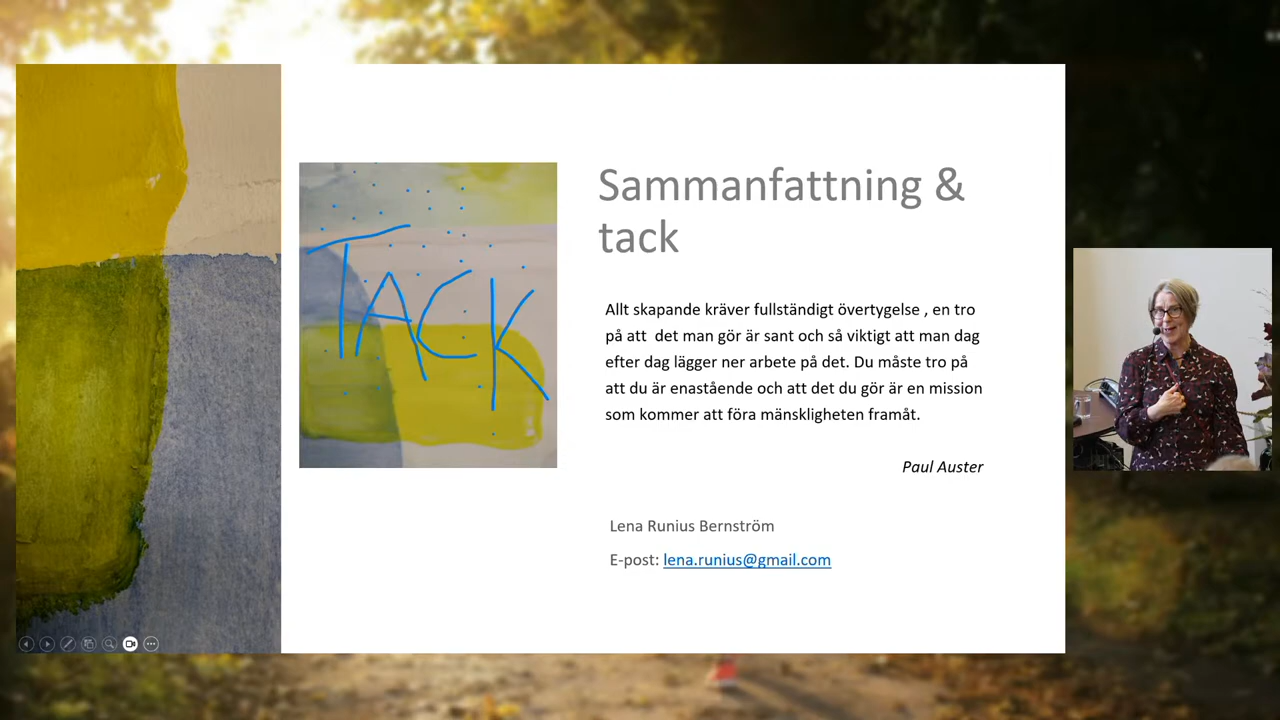 TACK
Sammanfattning &
tack
Allt skapande kräver fullständigt övertygelse , en tro
på att  det man gör är sant och så viktigt att man dag
efter dag lägger ner arbete på det. Du måste tro på
att du är enastående och att det du gör är en mission
som kommer att föra mänskligheten framåt.
Paul Auster
Lena Runius Bernström
E-post: lena.runius@gmail.com